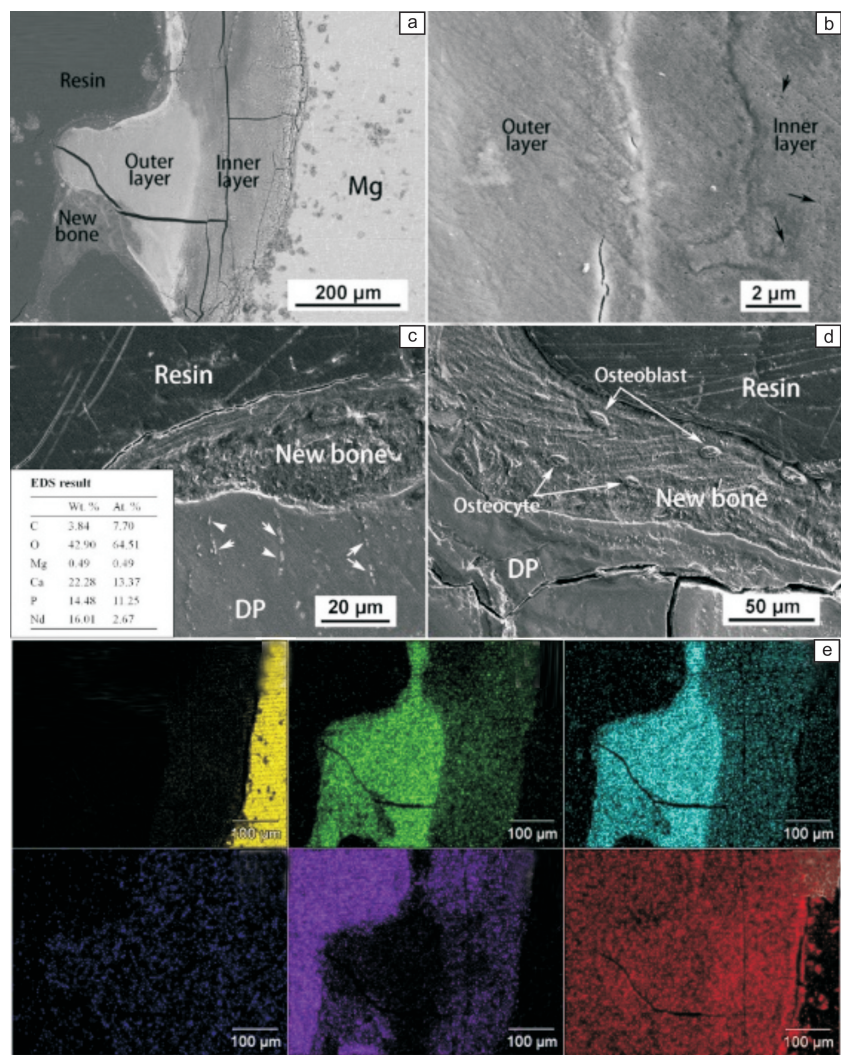 a
Resin
Outer
layer
Inner
layer
Mg
New
bone
200 µm
b
Outer
layer
Inner
layer
2 µm
c
Resin
New bone
DP
20 µm
EDS result
Wt. % At. %
C 3.84 7.70
O 42.90 64.51
Mg 0.49 0.49
Ca 22.28 13.37
P 14.48 11.25
Nd 16.01 2.67
d
Osteoblast
Resin
Osteocyte
New bone
DP
50 µm
e
100 µm
100 µm
100 µm
100 µm
100 µm
100 µm